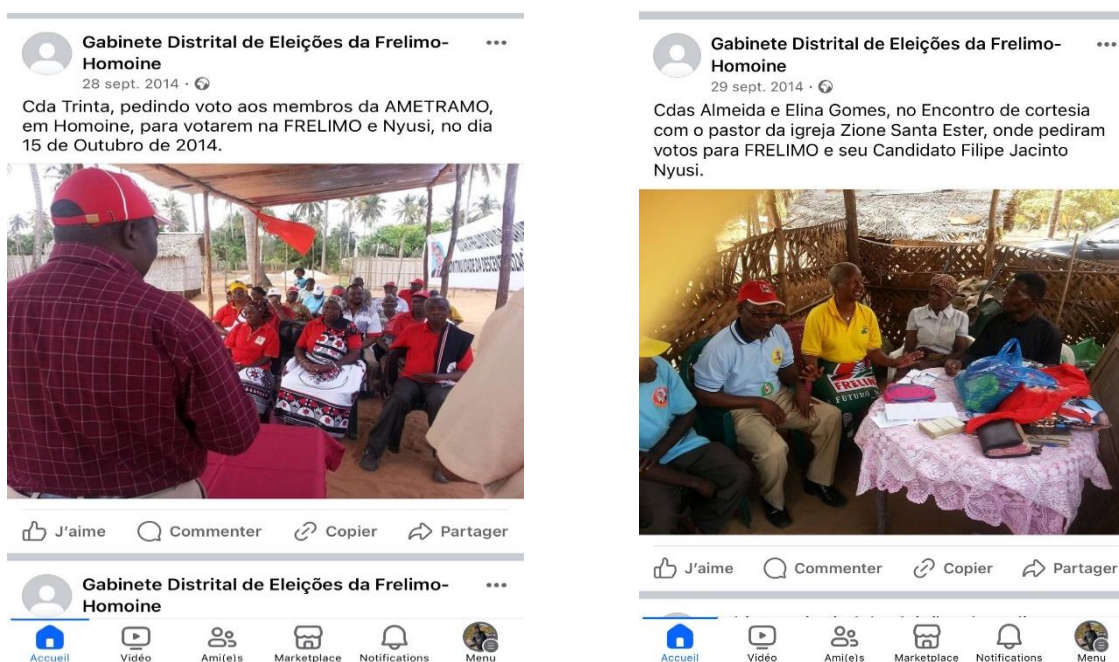 Gabinete Distrital de Eleições da Frelimo-
Homoine
28 sept. 2014
Cda Trinta, pedindo voto aos membros da AMETRAMO,
em Homoine, para votarem na FRELIMO e Nyusi, no dia
15 de Outubro de 2014.
J'aime Commenter Copier Partager
Gabinete Distrital de Eleições da Frelimo-
Homoine
Accueil Vidéo Ami(e)s Marketplace Notifications Menu
Gabinete Distrital de Eleições da Frelimo-
Homoine
29 sept. 2014
Cdas Almeida e Elina Gomes, no Encontro de cortesia
com o pastor da igreja Zione Santa Ester, onde pediram
votos para FRELIMO e seu Candidato Filipe Jacinto
Nyusi.
FRELIM
FUTURO
J'aime Commenter Copier Partager
Accueil Vidéo Ami(e)s Marketplace Notifications Menu